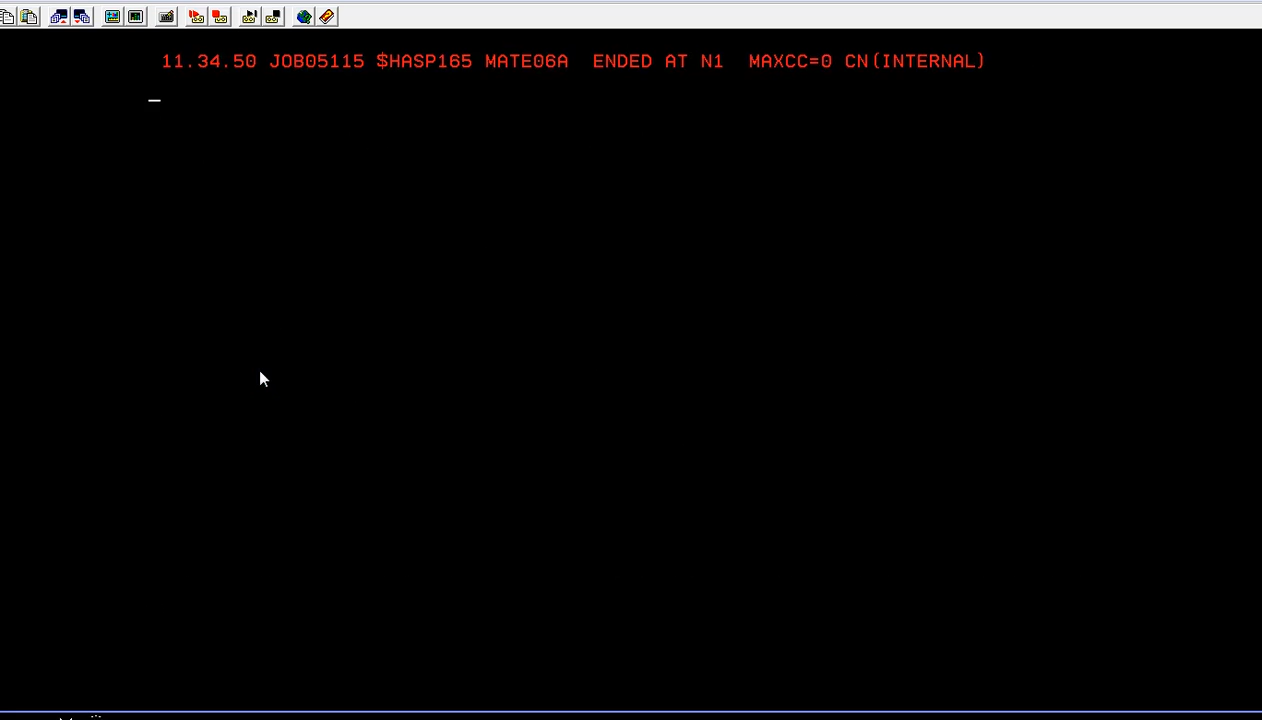 11.34.50 JOB05115 $HASP165 MATE06A  ENDED AT N1  MAXCC=0 CN(INTERNAL)